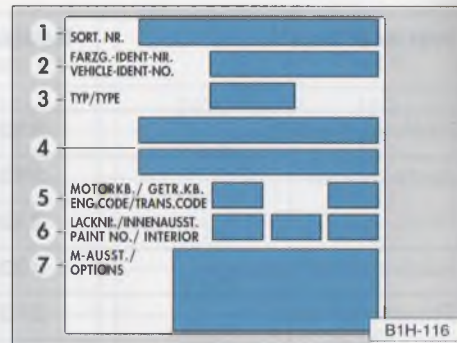 1 SORT. NR.
2 FARZG.-IDENT-NR.
VEHICLE-IDENT-NO.
3 TYP/TYPE
4
5 MOTORKB./ GETR.KB.
ENG.CODE/TRANS.CODE
6 LACKNR./INNENAUSST.
PAINT NO./ INTERIOR
7 M-AUSST./
OPTIONS
B1H-116